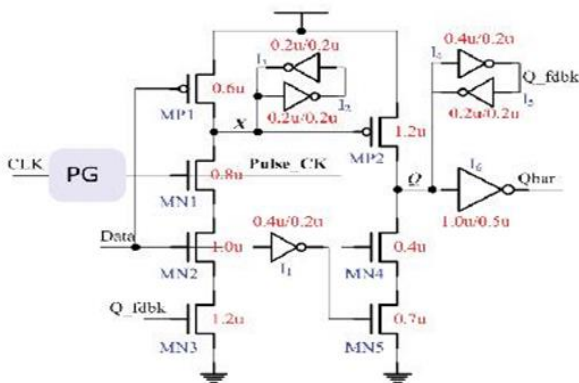 0.4u/0.2u
0.2u/0.2u
I4
Q_fdbk
I3
0.6u
I2
I5
MP1
X
0.2u/0.2u
1.2u
0.2u/0.2u
MP2
CLK
PG
Pulse_CK
0.8u
MN1
Q
I6
Qbar
Data
1.0u
0.4u/0.2u
0.4u
1.0u/0.5u
MN2
I1
MN4
Q_fdbk
1.2u
0.7u
MN3
MN5